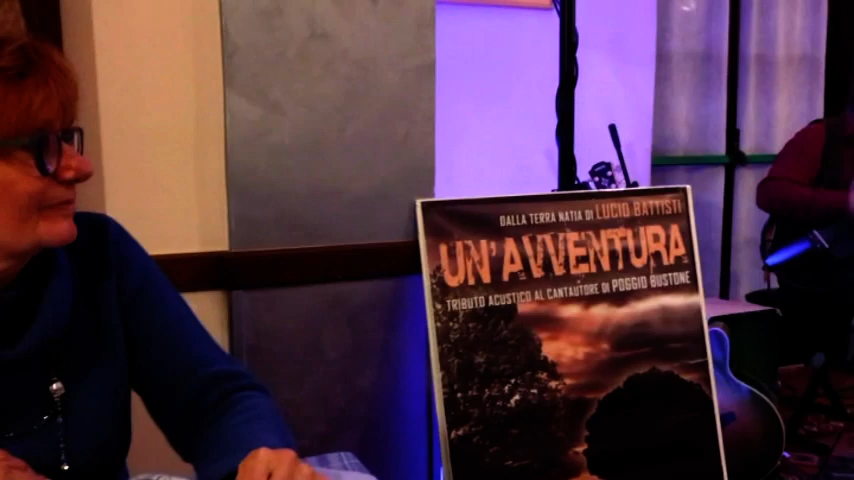 DALLA TERRA NATIA DI LUCIO BATTISTI
UN'AVVENTURA
TRIBUTO ACUSTICO AL CANTAUTORE DI POGGIO BUSTONE